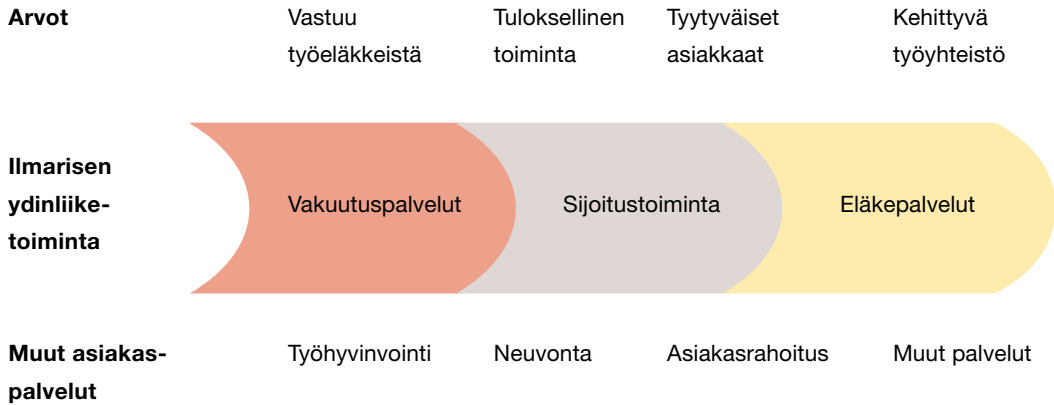 Arvot
Vastuu
työeläkkeistä
Tuloksellinen
toiminta
Tyytyväiset
asiakkaat
Kehittyvä
työyhteistö
Ilmarisen
ydinliike-
toiminta
Vakuutuspalvelut
Sijoitustoiminta
Eläkepalvelut
Muut asiakas-
palvelut
Työhyvinvointi
Neuvonta
Asiakasrahoitus
Muut palvelut